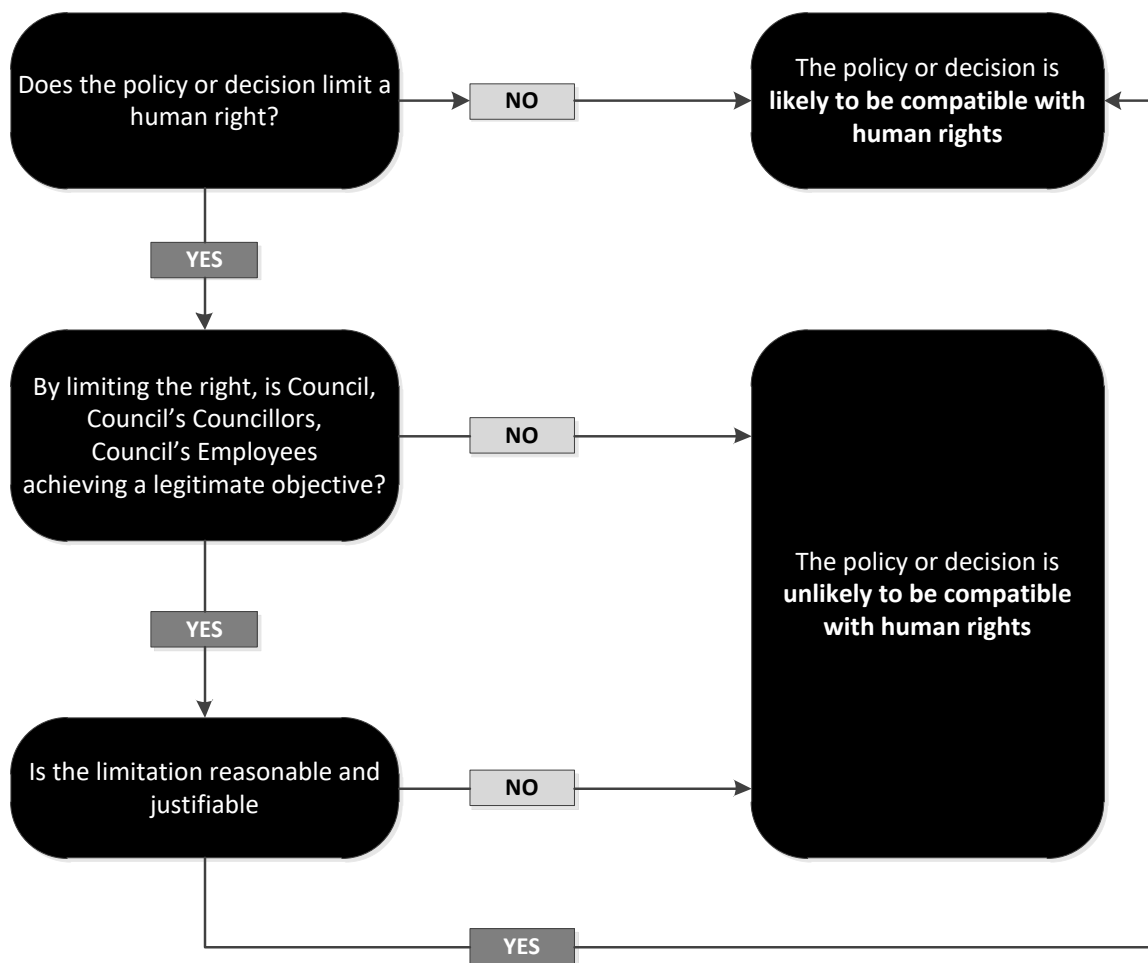 Does the policy or decision limit a
human right?
NO
The policy or decision is
likely to be compatible with
human rights
YES
By limiting the right, is Council,
Council’s Councillors,
Council’s Employees
achieving a legitimate objective?
NO
The policy or decision is
unlikely to be compatible
with human rights
YES
Is the limitation reasonable and
justifiable
NO
YES